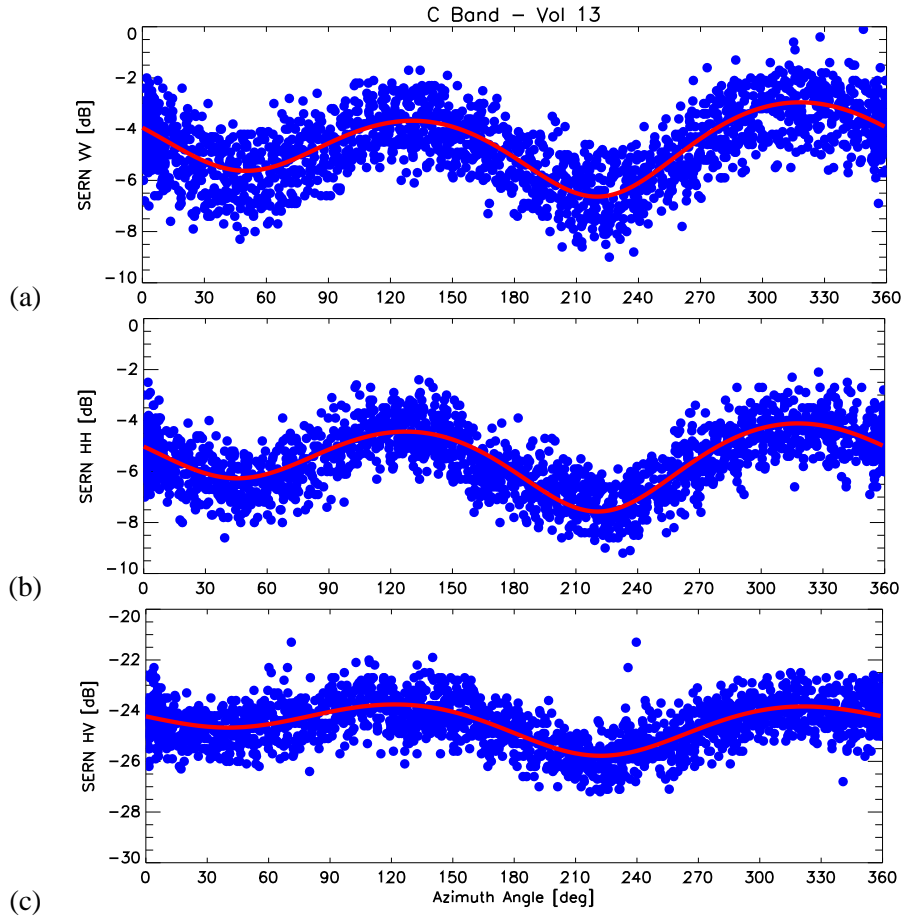 C Band – Vol 13
0
−2
−4
−6
−8
−10
SERN VV [dB]
0 30 60 90 120 150 180 210 240 270 300 330 360
(a)
0
−2
−4
−6
−8
−10
SERN HH [dB]
0 30 60 90 120 150 180 210 240 270 300 330 360
(b)
−20
−22
−24
−26
−28
−30
SERN HV [dB]
0 30 60 90 120 150 180 210 240 270 300 330 360
Azimuth Angle [deg]
(c)